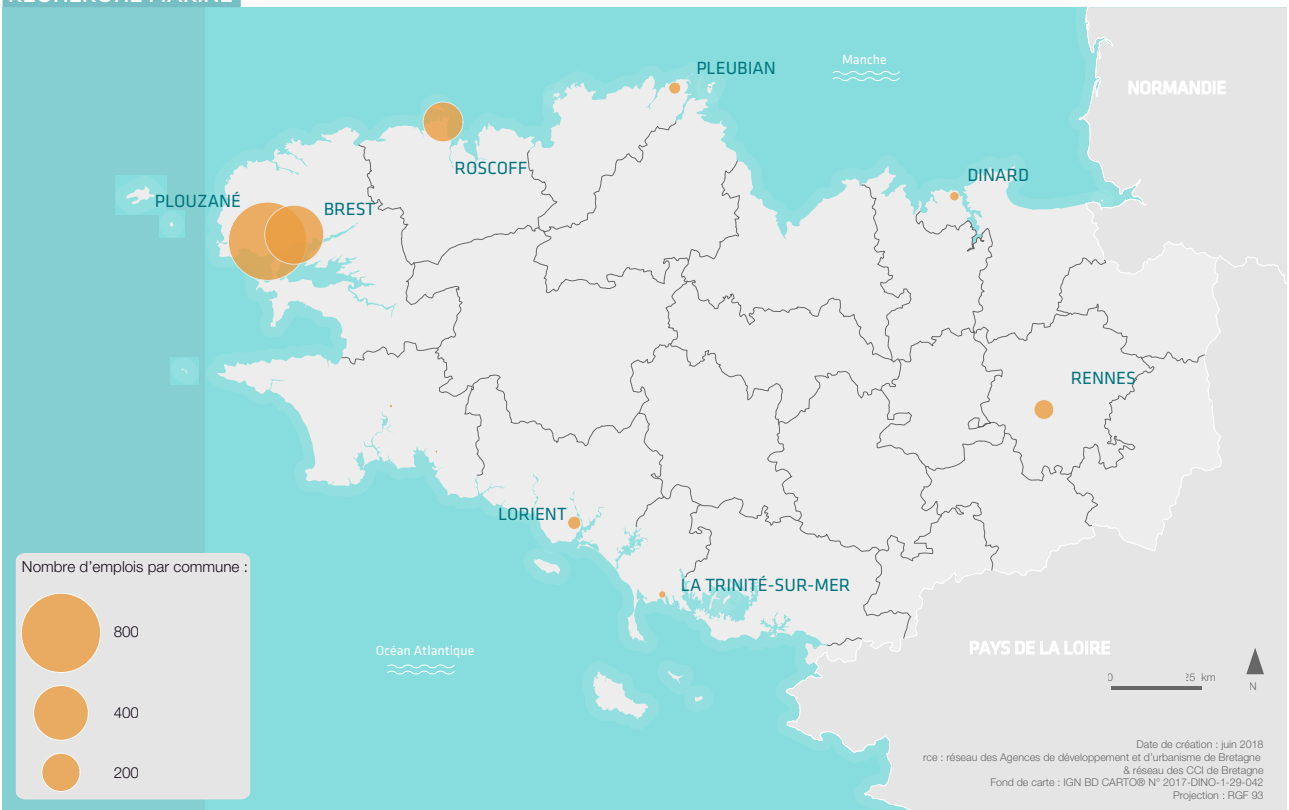 RECHERCHE MARINE
PLEUBIAN
Manche
NORMANDIE
ROSCOFF
DINARD
PLOUZANÉ
BREST
RENNES
LORIENT
LA TRINITÉ-SUR-MER
Nombre d'emplois par commune :
800
400
200
Océan Atlantique
PAYS DE LA LOIRE
0 25 km
N
Date de création : juin 2018
rce : réseau des Agences de développement et d'urbanisme de Bretagne
& réseau des CCI de Bretagne
Fond de carte : IGN BD CARTO® N° 2017-DINO-1-29-042
Projection : RGF 93